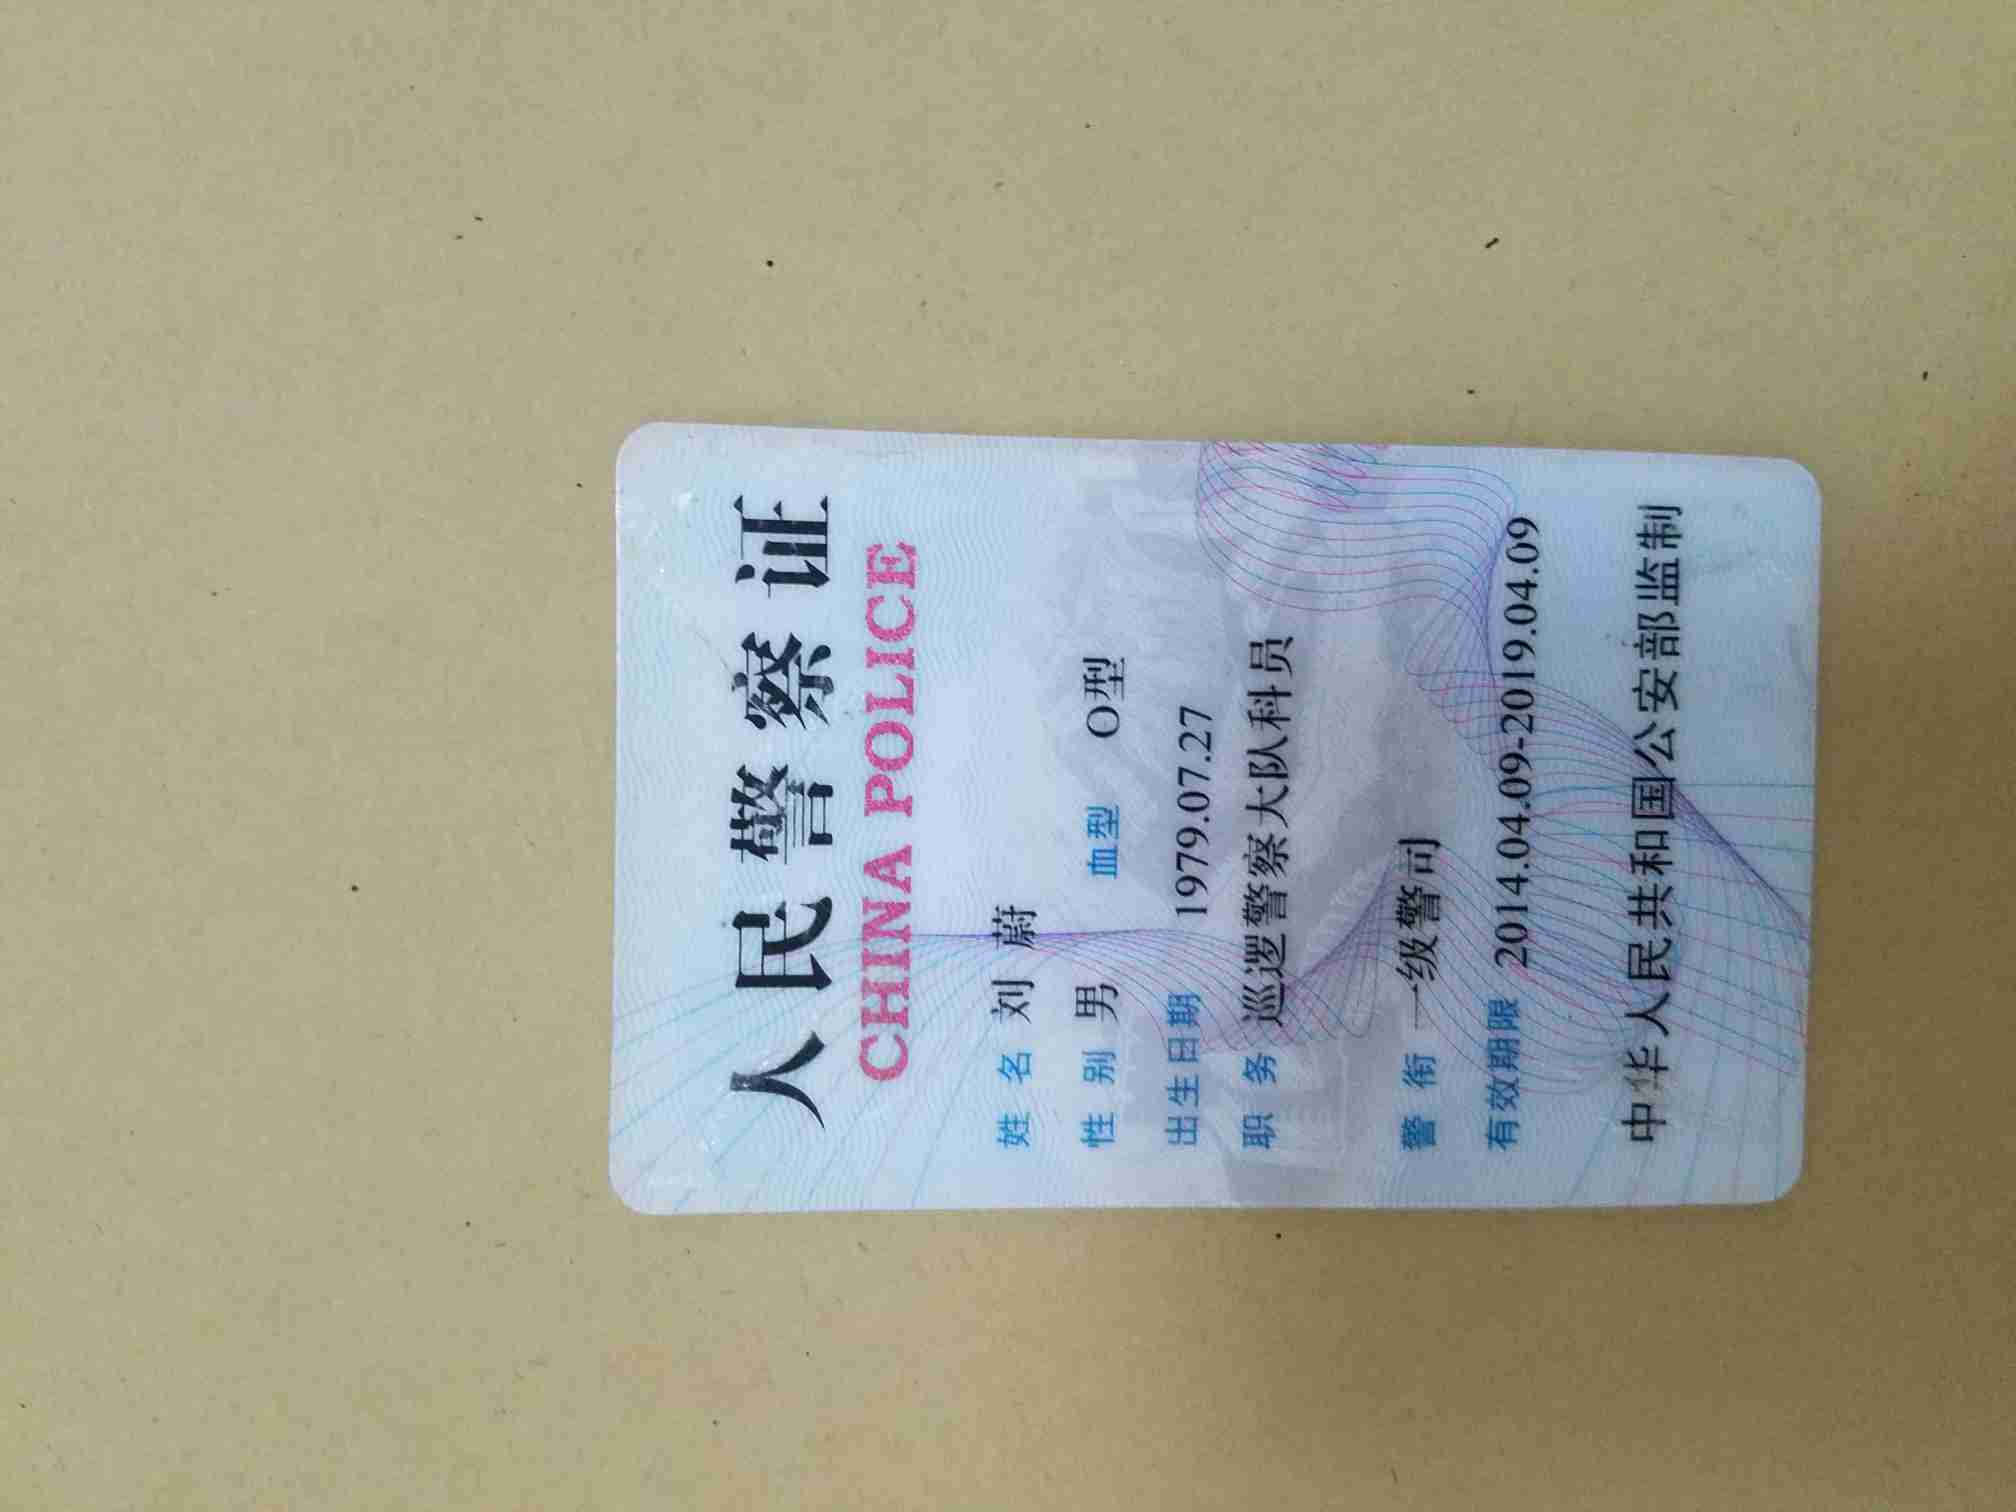 人民警察证
CHINA POLICE
姓名 刘蔚
性别 男 血型 O型
出生日期 1979.07.27
职务 巡逻警察大队科员
警衔 一级警司
有效期限 2014.04.09-2019.04.09
中华人民共和国公安部监制